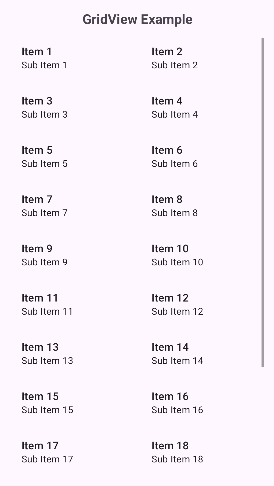 GridView Example
Item 1 Item 2
Sub Item 1 Sub Item 2
Item 3 Item 4
Sub Item 3 Sub Item 4
Item 5 Item 6
Sub Item 5 Sub Item 6
Item 7 Item 8
Sub Item 7 Sub Item 8
Item 9 Item 10
Sub Item 9 Sub Item 10
Item 11 Item 12
Sub Item 11 Sub Item 12
Item 13 Item 14
Sub Item 13 Sub Item 14
Item 15 Item 16
Sub Item 15 Sub Item 16
Item 17 Item 18
Sub Item 17 Sub Item 18